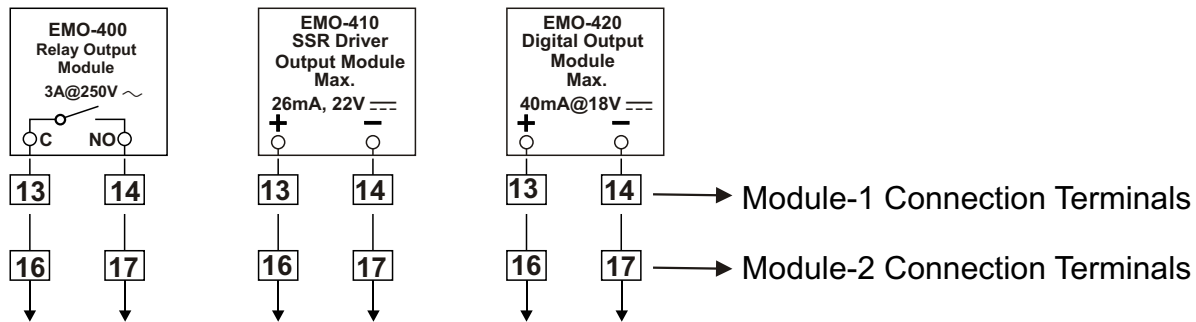 EMO-400
Relay Output
Module
3A@250V ~
C NO
13 14
16 17
EMO-410
SSR Driver
Output Module
Max.
26mA, 22V ⎓
+ −
13 14
16 17
EMO-420
Digital Output
Module
Max.
40mA@18V ⎓
+ −
13 14
16 17
Module-1 Connection Terminals
Module-2 Connection Terminals